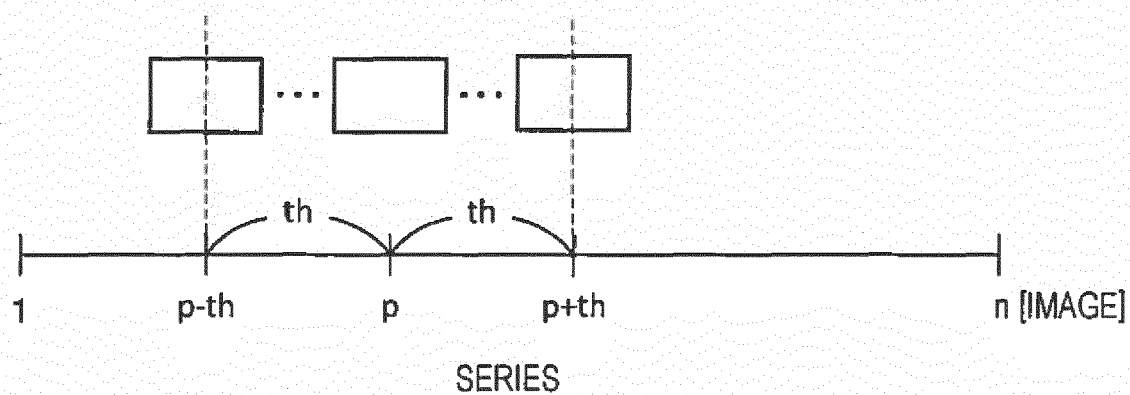 ... ...
th th
1 p-th p p+th n [IMAGE]
SERIES